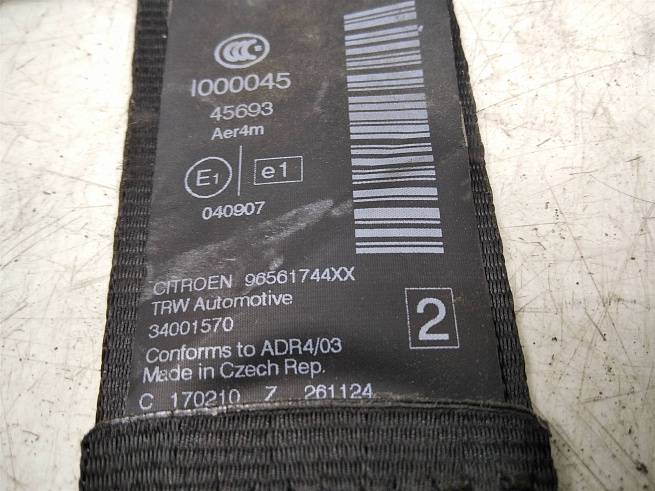 CCC
I000045
45693
Aer4m
E1 e1
040907
CITROEN 96561744XX
TRW Automotive
34001570
2
Conforms to ADR4/03
Made in Czech Rep.
C 170210 Z 261124